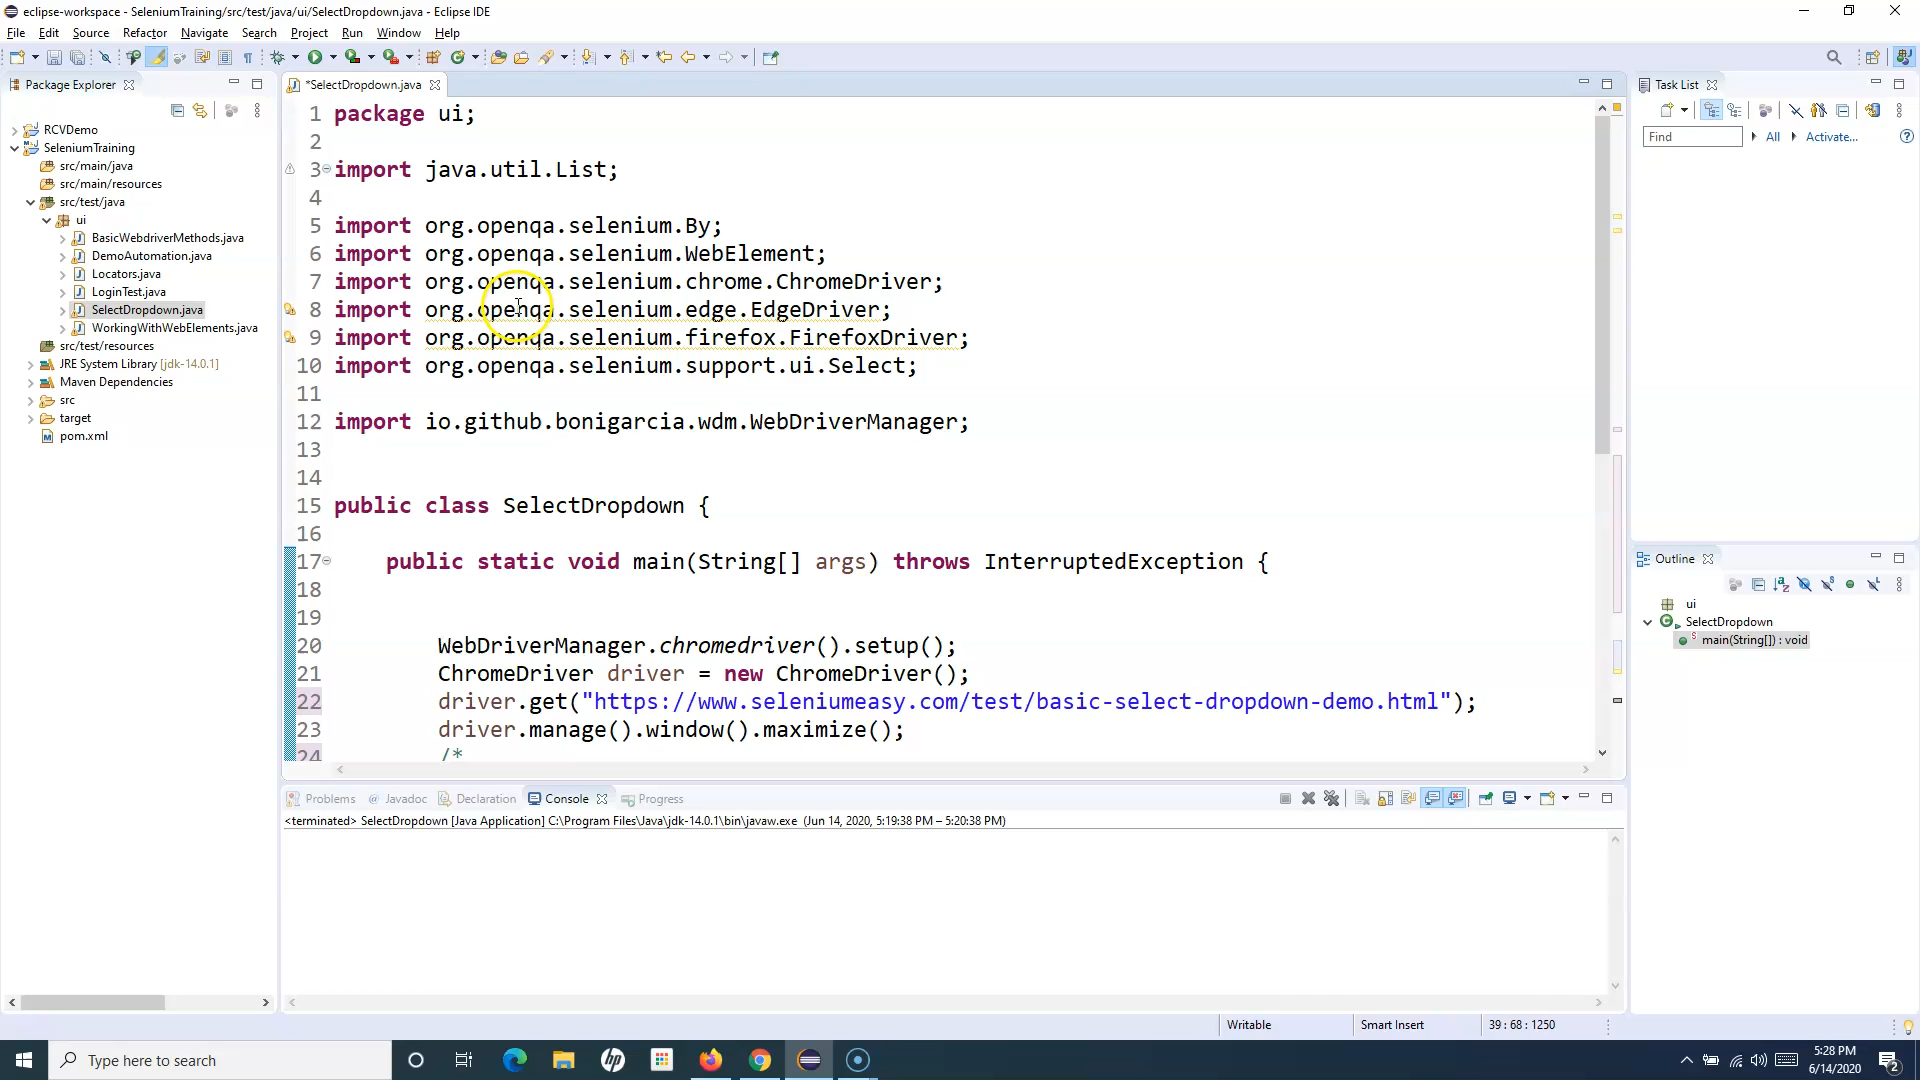 eclipse-workspace - SeleniumTraining/src/test/java/ui/SelectDropdown.java - Eclipse IDE
File Edit Source Refactor Navigate Search Project Run Window Help
Package Explorer
RCVDemo
SeleniumTraining
src/main/java
src/main/resources
src/test/java
ui
BasicWebdriverMethods.java
DemoAutomation.java
Locators.java
LoginTest.java
SelectDropdown.java
WorkingWithWebElements.java
src/test/resources
JRE System Library [jdk-14.0.1]
Maven Dependencies
src
target
pom.xml
*SelectDropdown.java
1 package ui;
2
3 import java.util.List;
4
5 import org.openqa.selenium.By;
6 import org.openqa.selenium.WebElement;
7 import org.openqa.selenium.chrome.ChromeDriver;
8 import org.openqa.selenium.edge.EdgeDriver;
9 import org.openqa.selenium.firefox.FirefoxDriver;
10 import org.openqa.selenium.support.ui.Select;
11
12 import io.github.bonigarcia.wdm.WebDriverManager;
13
14
15 public class SelectDropdown {
16
17 public static void main(String[] args) throws InterruptedException {
18
19
20 WebDriverManager.chromedriver().setup();
21 ChromeDriver driver = new ChromeDriver();
22 driver.get("https://www.seleniumeasy.com/test/basic-select-dropdown-demo.html");
23 driver.manage().window().maximize();
24 /*
Task List
Find All Activate...
Outline
ui
SelectDropdown
main(String[]) : void
Problems Javadoc Declaration Console Progress
<terminated> SelectDropdown [Java Application] C:\Program Files\Java\jdk-14.0.1\bin\javaw.exe (Jun 14, 2020, 5:19:38 PM – 5:20:38 PM)
Writable Smart Insert 39 : 68 : 1250
Type here to search
hp
5:28 PM
6/14/2020
2